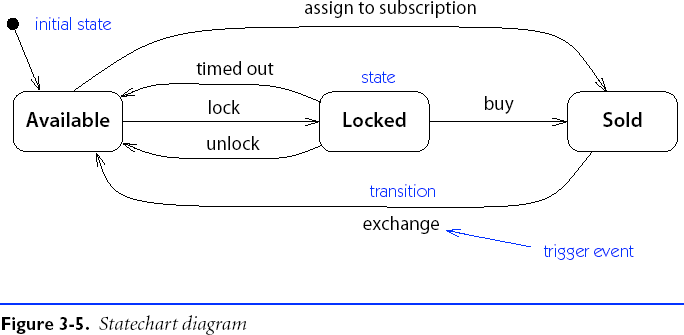 assign to subscription
initial state
timed out
state
Available
lock
Locked
buy
Sold
unlock
transition
exchange
trigger event
Figure 3-5. Statechart diagram